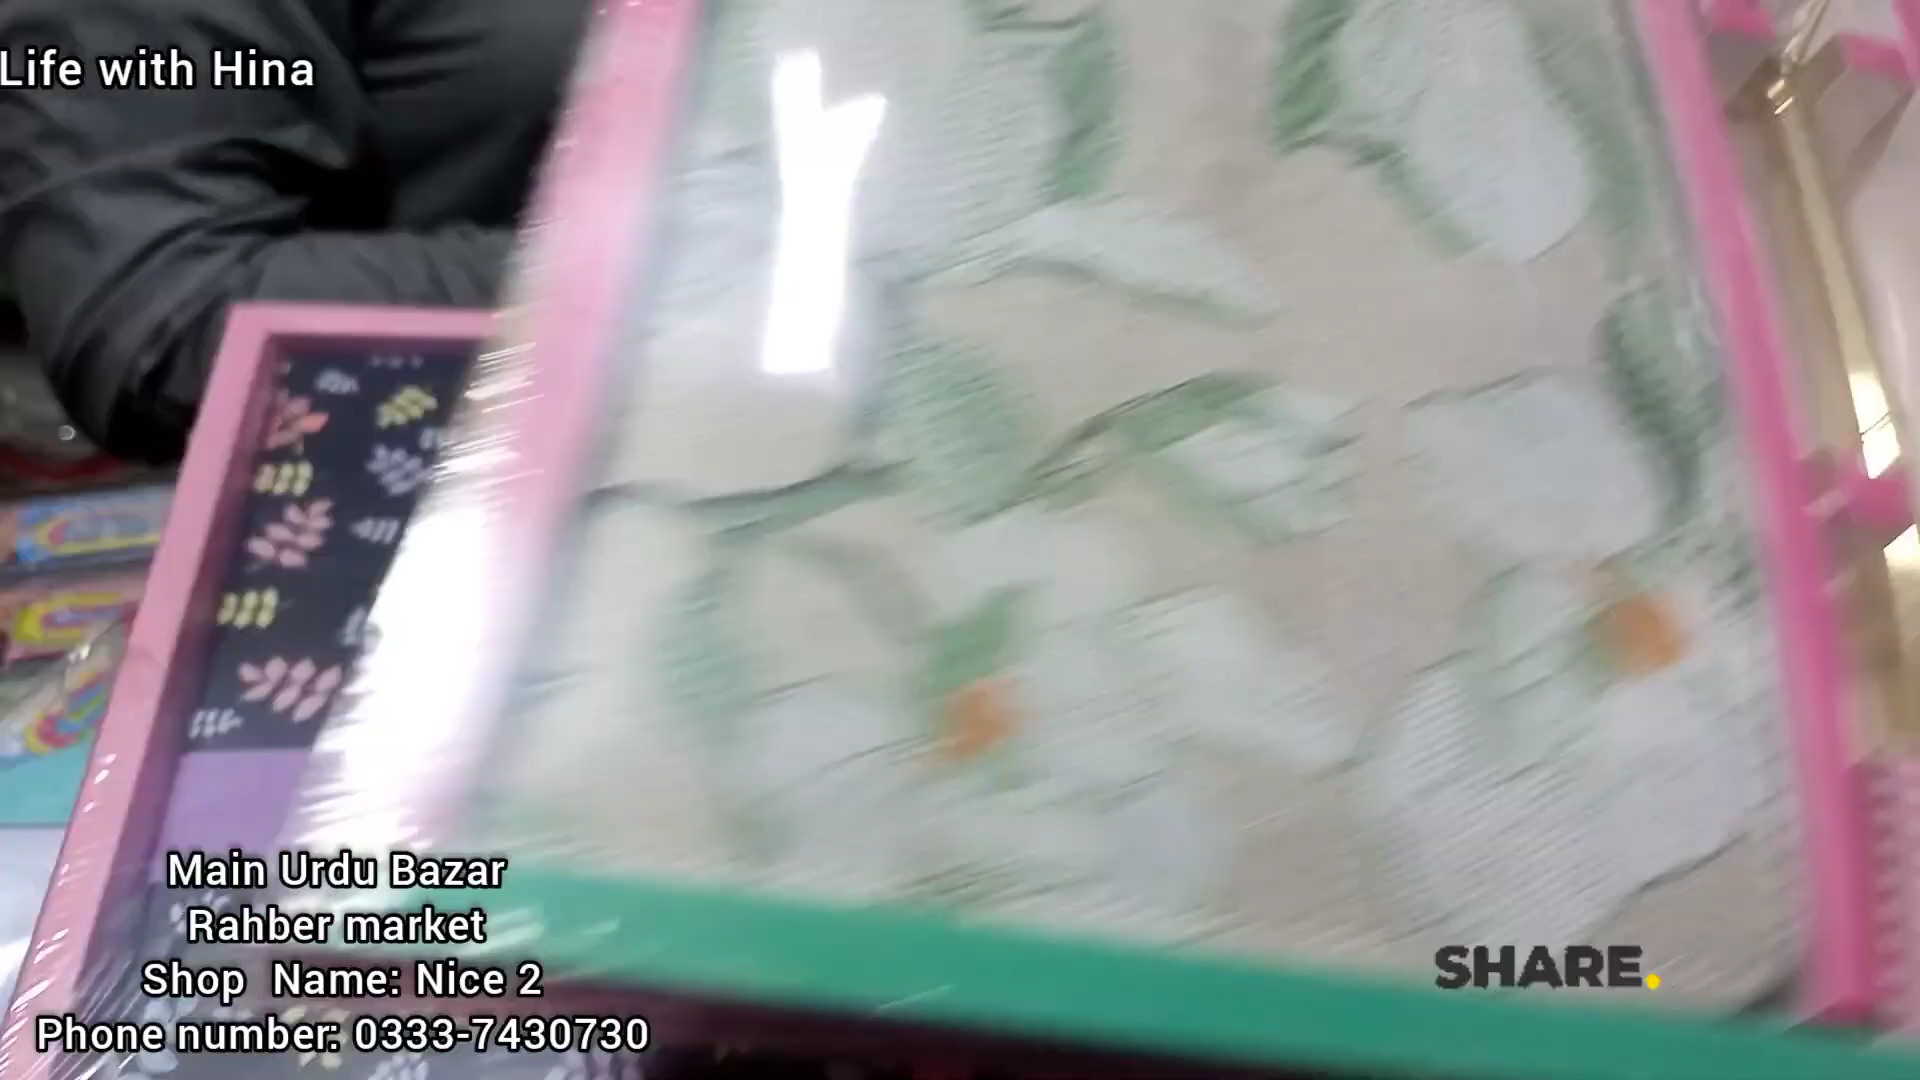 Life with Hina
Main Urdu Bazar
Rahber market
Shop Name: Nice 2
Phone number: 0333-7430730
SHARE.